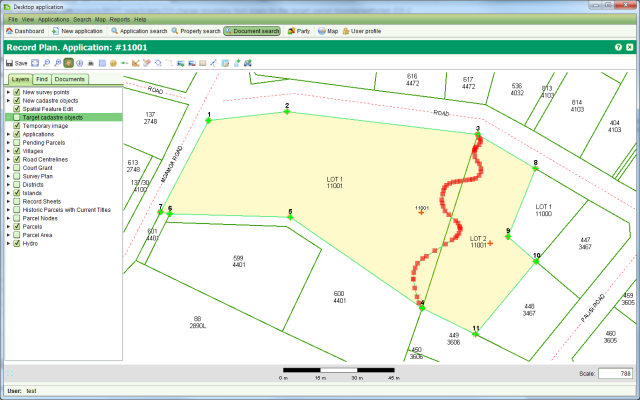 Desktop application
File View Applications Search Map Reports Help
Dashboard New application Application search Property search Document search Party Map User profile
Record Plan. Application: #11001
Save
Layers Find Documents
New survey points
New cadastre objects
Spatial Feature Edit
Target cadastre objects
Temporary image
Applications
Pending Parcels
Villages
Road Centrelines
Court Grant
Survey Plan
Districts
Islands
Record Sheets
Historic Parcels with Current Titles
Parcel Nodes
Parcels
Parcel Area
Hydro
ROAD
137
2748
613
2748
137/30
4100
MOAMOA ROAD
601
4401
599
4401
600
4401
88
2890L
616
4472
617
4472
536
4032
813
4103
814
4103
404
4103
ROAD
1
2
3
4
5
6
7
8
9
10
11
LOT 1
11001
11001
LOT 2
11001
LOT 1
11000
447
3467
448
3467
449
3606
450
3606
459
3605
460
3605
PALISI ROAD
0 m 15 m 30 m 45 m
Scale: 788
User: test